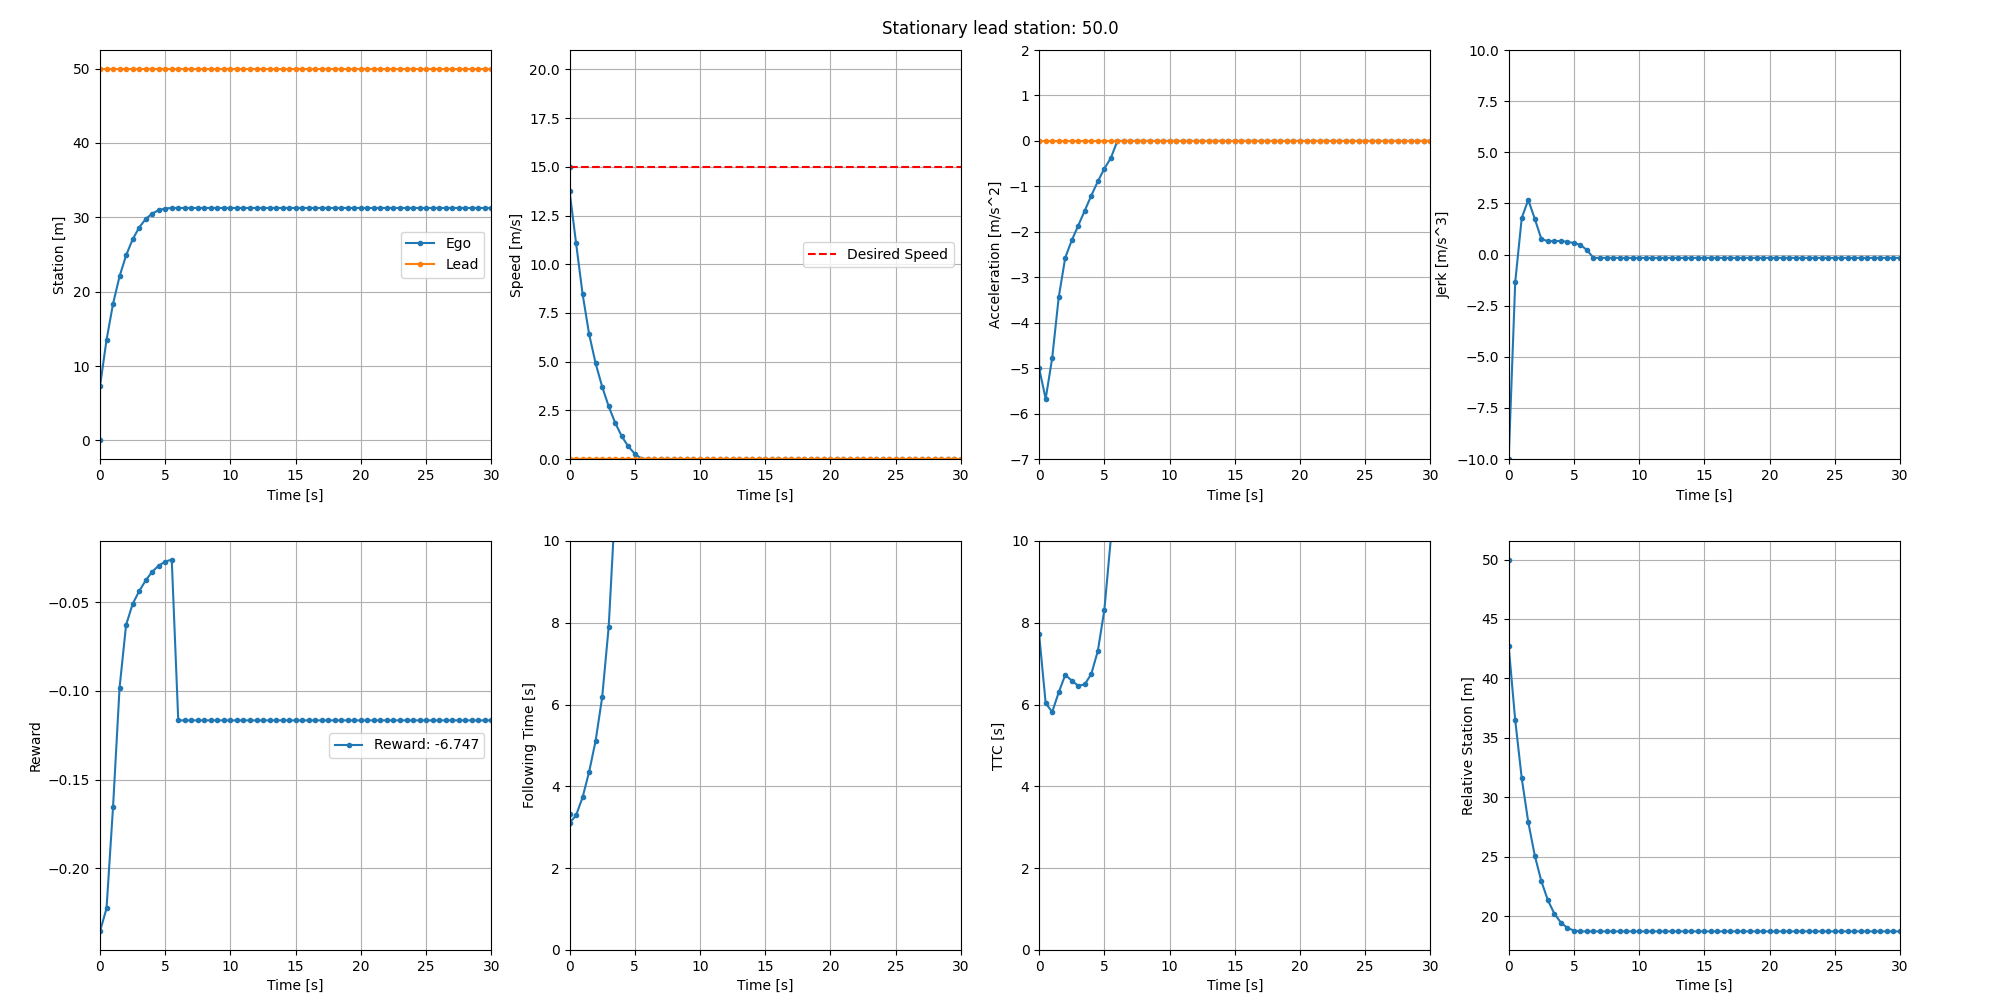 Stationary lead station: 50.0
Station [m]
50
40
30
20
10
0
Ego
Lead
0 5 10 15 20 25 30
Time [s]
Speed [m/s]
20.0
17.5
15.0
12.5
10.0
7.5
5.0
2.5
0.0
Desired Speed
0 5 10 15 20 25 30
Time [s]
Acceleration [m/s^2]
2
1
0
−1
−2
−3
−4
−5
−6
−7
0 5 10 15 20 25 30
Time [s]
Jerk [m/s^3]
10.0
7.5
5.0
2.5
0.0
−2.5
−5.0
−7.5
−10.0
0 5 10 15 20 25 30
Time [s]
Reward
−0.05
−0.10
−0.15
−0.20
Reward: -6.747
0 5 10 15 20 25 30
Time [s]
Following Time [s]
10
8
6
4
2
0
0 5 10 15 20 25 30
Time [s]
TTC [s]
10
8
6
4
2
0
0 5 10 15 20 25 30
Time [s]
Relative Station [m]
50
45
40
35
30
25
20
0 5 10 15 20 25 30
Time [s]